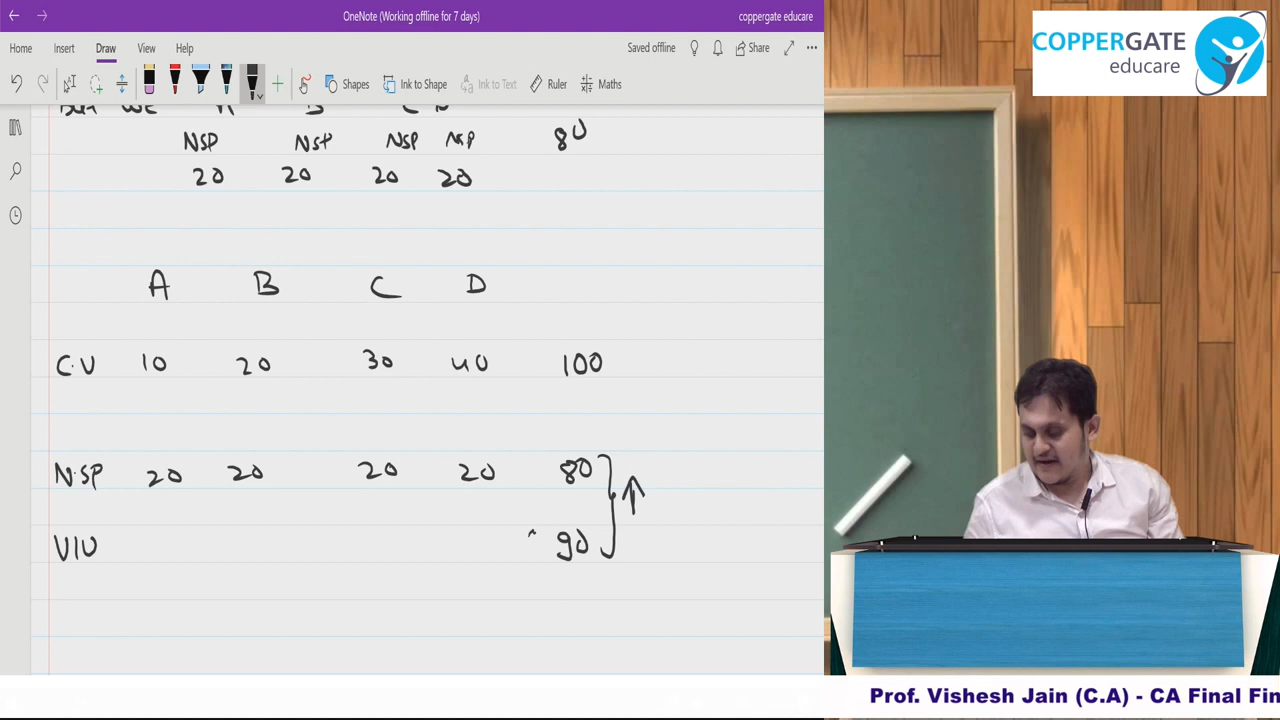 OneNote (Working offline for 7 days)
coppergate educare
Home Insert Draw View Help
Saved offline Share
Shapes Ink to Shape Ink to Text Ruler Maths
COPPERGATE
educare
A B C D
NSP NSP NSP NSP 80
20 20 20 20
A B C D
C.V 10 20 30 40 100
N.SP 20 20 20 20 80
VIU 90
Prof. Vishesh Jain (C.A) - CA Final Fin